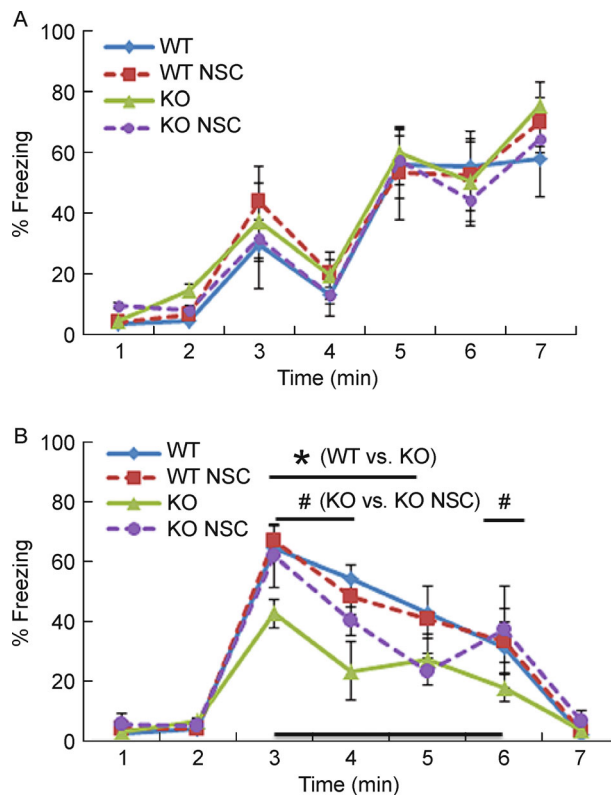 A
100
80
60
40
20
0
% Freezing
WT
WT NSC
KO
KO NSC
1 2 3 4 5 6 7
Time (min)
B
100
80
60
40
20
0
% Freezing
WT
WT NSC
KO
KO NSC
* (WT vs. KO)
# (KO vs. KO NSC) #
1 2 3 4 5 6 7
Time (min)